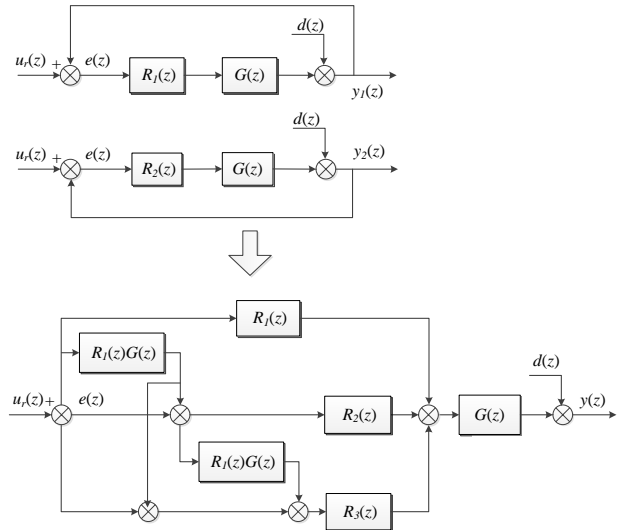 d(z)
u_r(z) + e(z) R_1(z) G(z)
y_1(z)
d(z)
u_r(z) + e(z) R_2(z) G(z) y_2(z)
R_1(z)
R_1(z)G(z)
d(z)
u_r(z) + e(z) R_2(z) G(z) y(z)
R_1(z)G(z)
R_3(z)